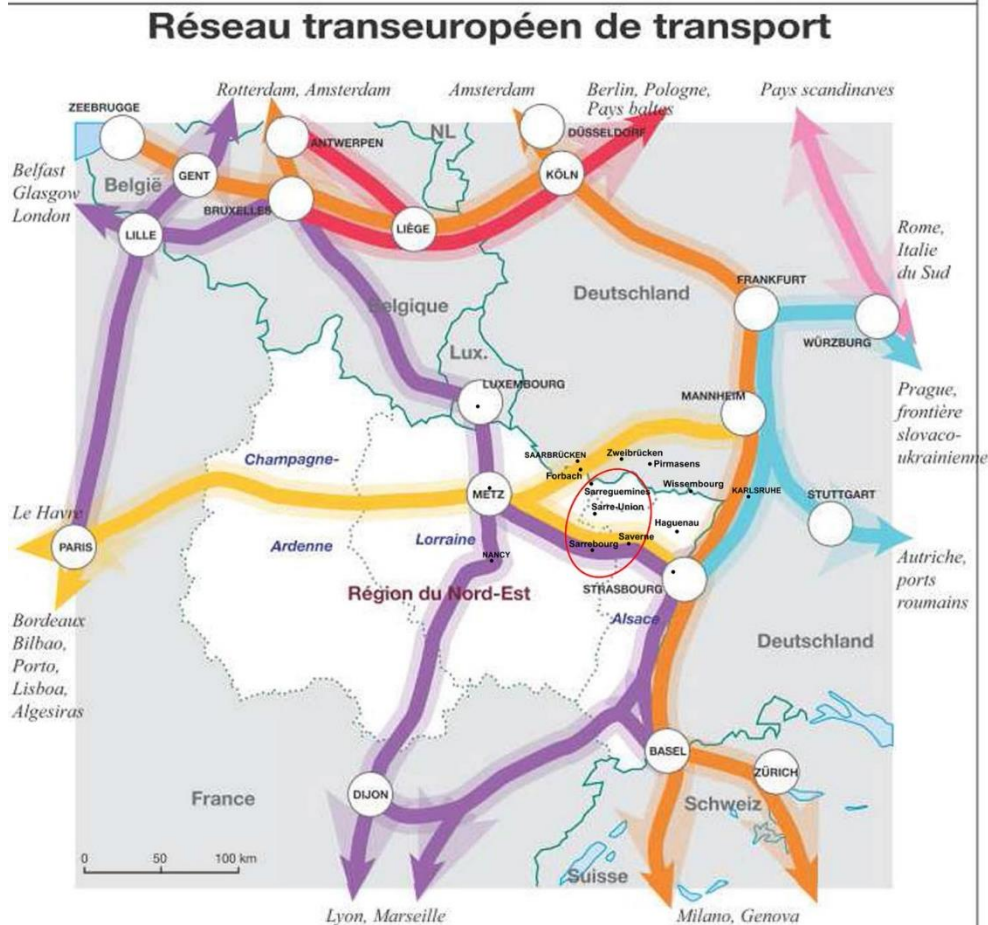 Réseau transeuropéen de transport
Rotterdam, Amsterdam
Amsterdam
Berlin, Pologne,
Pays baltes
Pays scandinaves
ZEEBRUGGE
NL
DÜSSELDORF
ANTWERPEN
Belfast
Glasgow
London
België
GENT
KÖLN
BRUXELLES
LILLE
LIÈGE
Rome,
Italie
du Sud
FRANKFURT
Belgique
Deutschland
WÜRZBURG
Lux.
LUXEMBOURG
MANNHEIM
Prague,
frontière
slovaco-
ukrainienne
Champagne-
SAARBRÜCKEN
Zweibrücken
Pirmasens
Forbach
METZ
Sarreguemines
Wissembourg
KARLSRUHE
STUTTGART
Le Havre
Sarre-Union
PARIS
Ardenne
Lorraine
Haguenau
Saverne
Sarrebourg
NANCY
Autriche,
ports
roumains
Région du Nord-Est
STRASBOURG
Alsace
Bordeaux
Bilbao,
Porto,
Lisboa,
Algesiras
Deutschland
BASEL
ZÜRICH
DIJON
France
Schweiz
0 50 100 km
Suisse
Lyon, Marseille
Milano, Genova